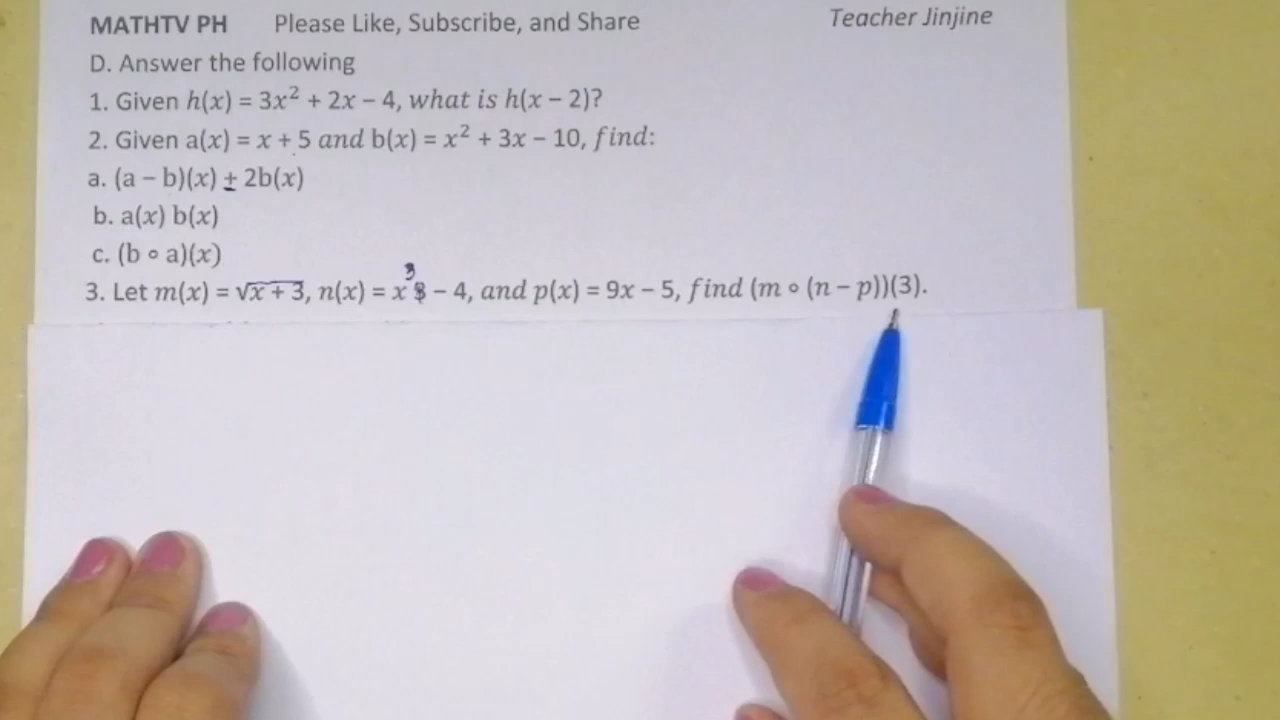 MATHTV PH Please Like, Subscribe, and Share Teacher Jinjine
D. Answer the following
1. Given h(x) = 3x² + 2x – 4, what is h(x – 2)?
2. Given a(x) = x + 5 and b(x) = x² + 3x – 10, find:
a. (a – b)(x) + 2b(x)
b. a(x) b(x)
c. (b ∘ a)(x)
3. Let m(x) = √x + 3, n(x) = x³ – 4, and p(x) = 9x – 5, find (m ∘ (n – p))(3).